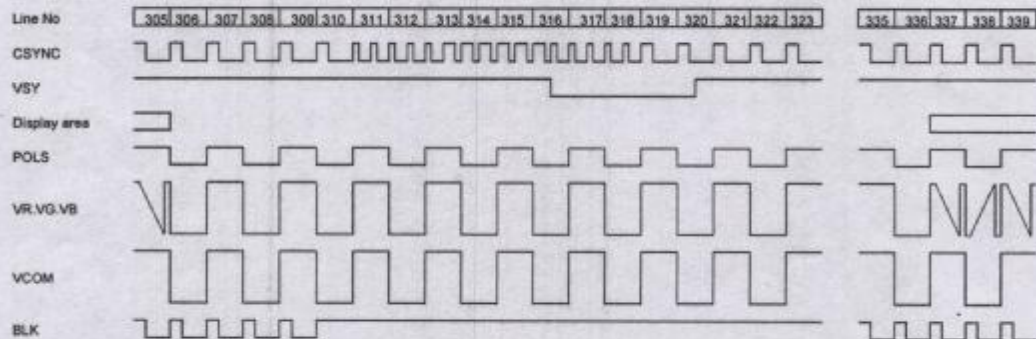 Line No 305 306 307 308 309 310 311 312 313 314 315 316 317 318 319 320 321 322 323 335 336 337 338 339
CSYNC
VSY
Display area
POLS
VR.VG.VB
VCOM
BLK